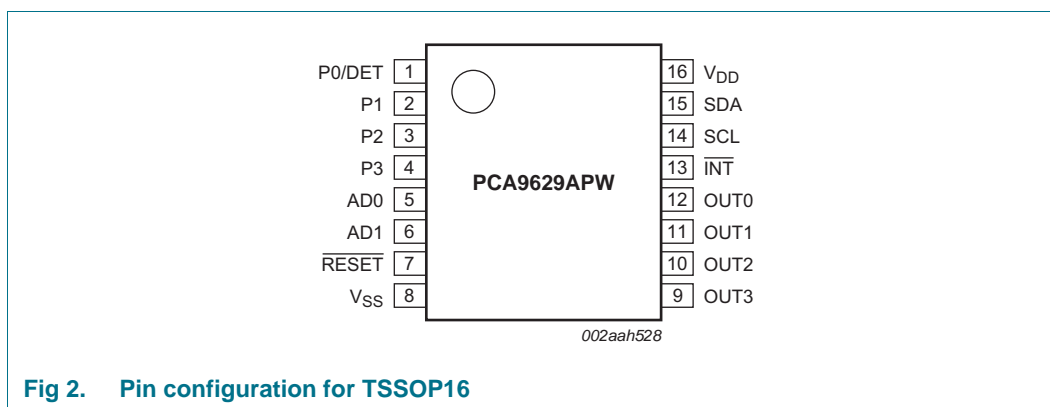 P0/DET 1
P1 2
P2 3
P3 4
AD0 5
AD1 6
RESET 7
VSS 8
PCA9629APW
16 VDD
15 SDA
14 SCL
13 INT
12 OUT0
11 OUT1
10 OUT2
9 OUT3
002aah528
Fig 2. Pin configuration for TSSOP16